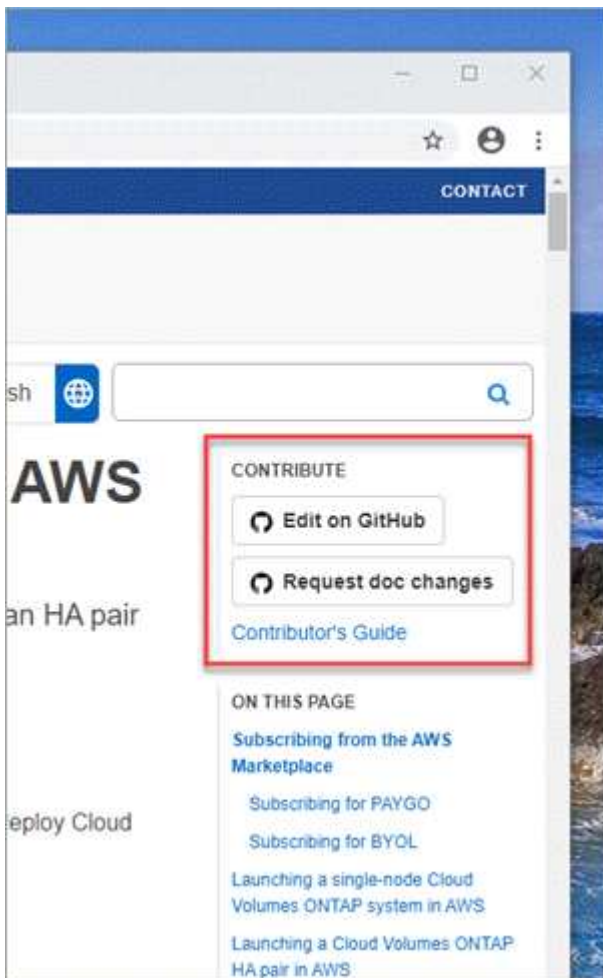 CONTACT
sh
AWS
CONTRIBUTE
Edit on GitHub
Request doc changes
an HA pair
Contributor's Guide
ON THIS PAGE
Subscribing from the AWS
Marketplace
Subscribing for PAYGO
eploy Cloud
Subscribing for BYOL
Launching a single-node Cloud
Volumes ONTAP system in AWS
Launching a Cloud Volumes ONTAP
HA pair in AWS